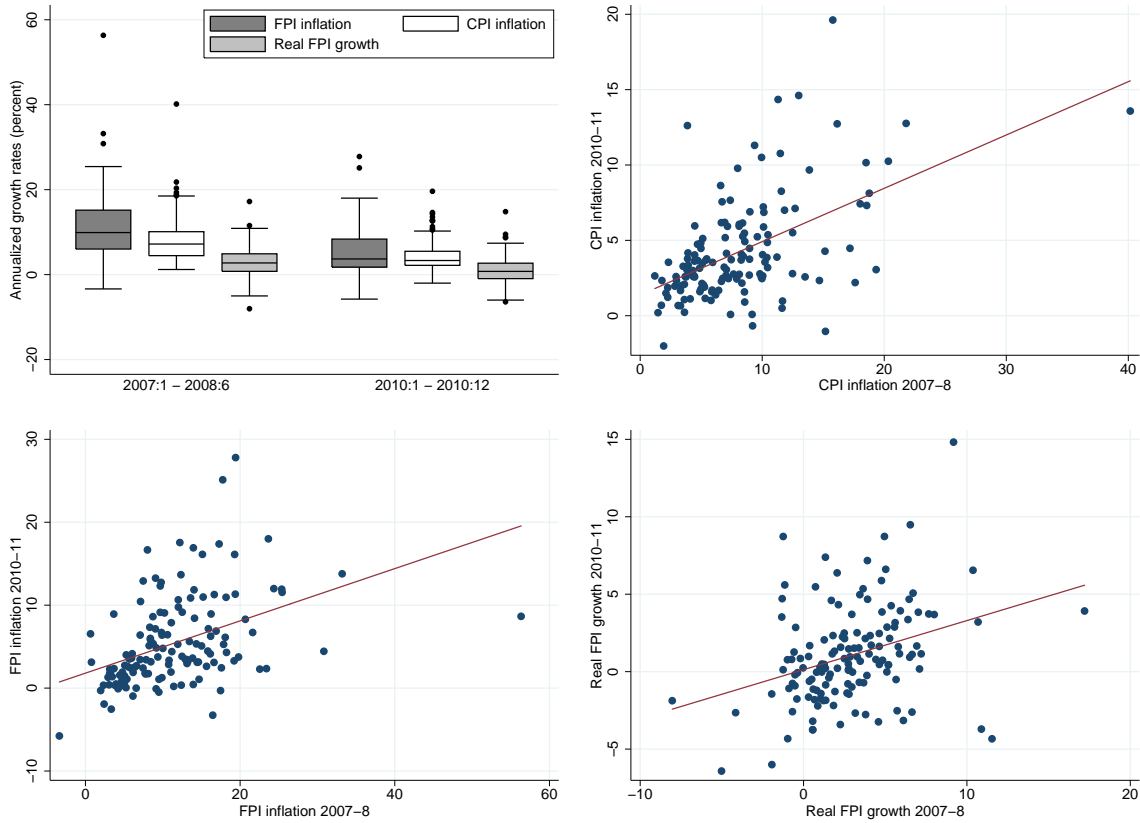 FPI inflation
CPI inflation
Real FPI growth
Annualized growth rates (percent)
60
40
20
0
−20
2007:1 − 2008:6
2010:1 − 2010:12
CPI inflation 2010−11
20
15
10
5
0
0
10
20
30
40
CPI inflation 2007−8
FPI inflation 2010−11
30
20
10
0
−10
0
20
40
60
FPI inflation 2007−8
Real FPI growth 2010−11
15
10
5
0
−5
−10
0
10
20
Real FPI growth 2007−8